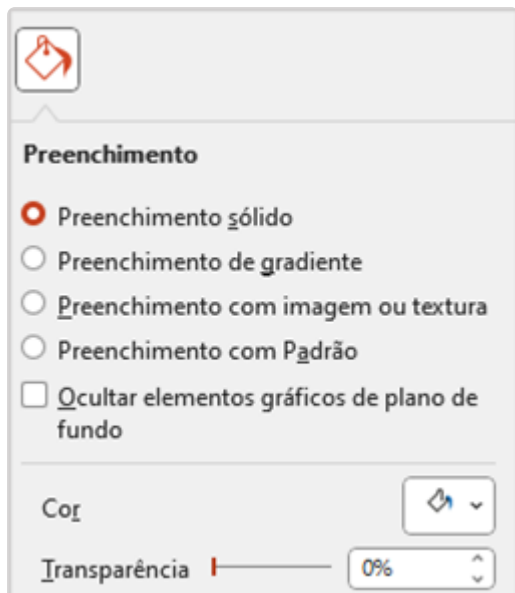 Preenchimento
Preenchimento sólido
Preenchimento de gradiente
Preenchimento com imagem ou textura
Preenchimento com Padrão
Ocultar elementos gráficos de plano de
fundo
Cor
Transparência 0%